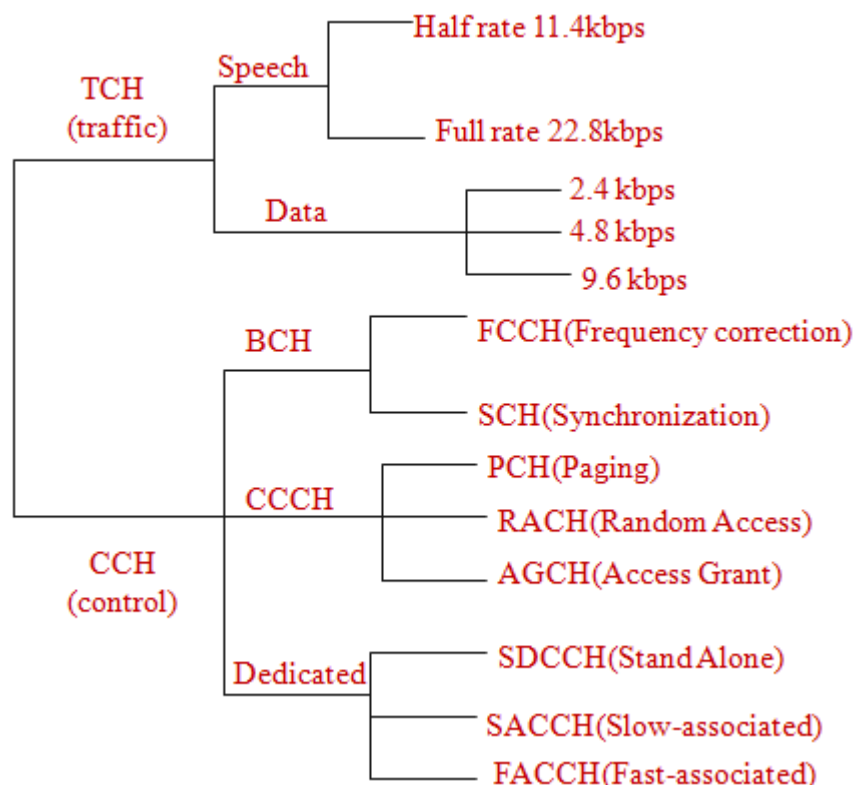 Half rate 11.4kbps
Speech
TCH
(traffic)
Full rate 22.8kbps
2.4 kbps
Data
4.8 kbps
9.6 kbps
BCH
FCCH(Frequency correction)
SCH(Synchronization)
PCH(Paging)
CCCH
RACH(Random Access)
CCH
(control)
AGCH(Access Grant)
SDCCH(Stand Alone)
Dedicated
SACCH(Slow-associated)
FACCH(Fast-associated)